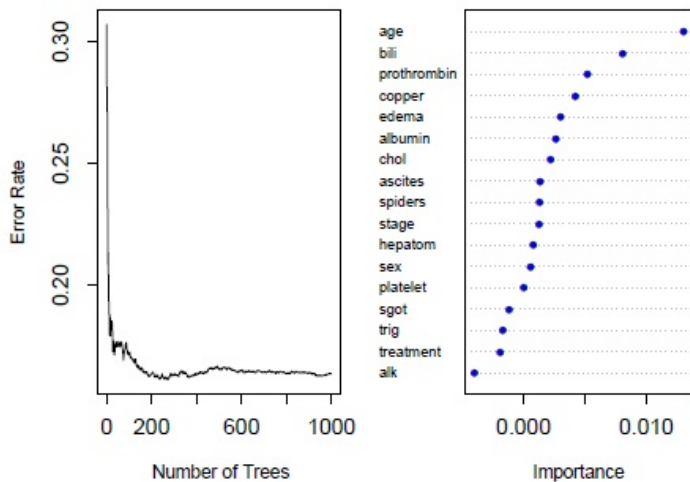 Error Rate
0.30
0.25
0.20
0
200
600
1000
Number of Trees
age
bili
prothrombin
copper
edema
albumin
chol
ascites
spiders
stage
hepatom
sex
platelet
sgot
trig
treatment
alk
0.000
0.010
Importance